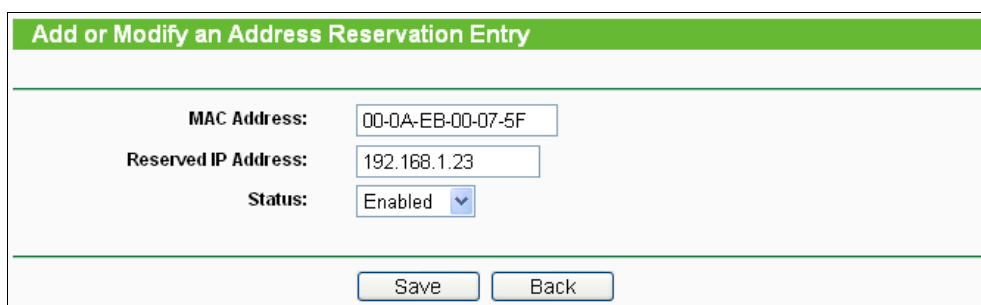 Add or Modify an Address Reservation Entry
MAC Address: 00-0A-EB-00-07-5F
Reserved IP Address: 192.168.1.23
Status: Enabled
Save Back